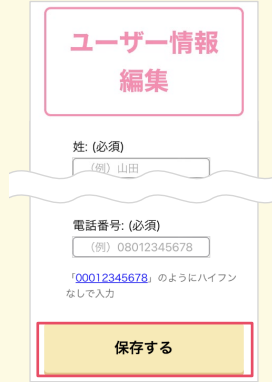 ユーザー情報
編集
姓: (必須)
(例) 山田
電話番号: (必須)
(例) 08012345678
「00012345678」のようにハイフン
なしで入力
保存する